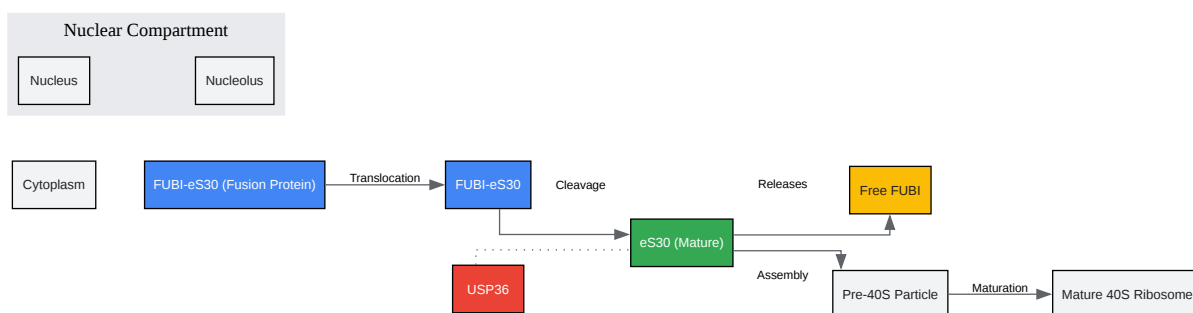 Nuclear Compartment
Nucleus
Nucleolus
Cytoplasm
FUBI-eS30 (Fusion Protein)
Translocation
FUBI-eS30
Cleavage
Releases
Free FUBI
eS30 (Mature)
USP36
Assembly
Pre-40S Particle
Maturation
Mature 40S Ribosome